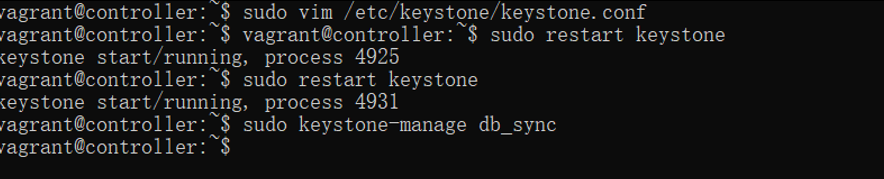 vagrant@controller:~$ sudo vim /etc/keystone/keystone.conf
vagrant@controller:~$ vagrant@controller:~$ sudo restart keystone
keystone start/running, process 4925
vagrant@controller:~$ sudo restart keystone
keystone start/running, process 4931
vagrant@controller:~$ sudo keystone-manage db_sync
vagrant@controller:~$